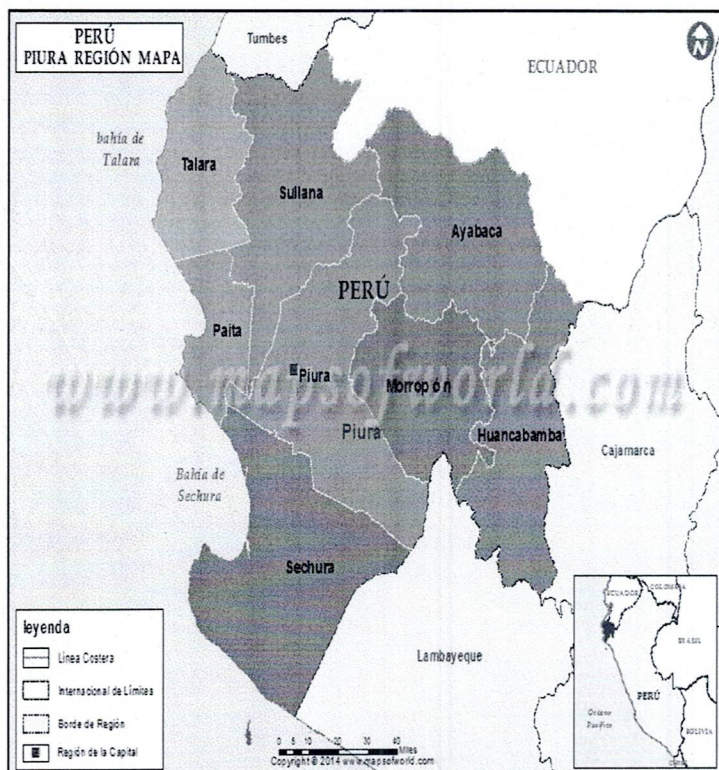 PERÚ
PIURA REGIÓN MAPA
Tumbes
N
ECUADOR
bahía de
Talara
Talara
Sullana
Ayabaca
PERÚ
Paita
Piura
Morropón
www.mapsofworld.com
Piura
Huancabamba
Cajamarca
Bahía de
Sechura
Sechura
Lambayeque
leyenda
Línea Costera
Internacional de Límites
Borde de Región
Región de la Capital
0 5 10 20 30 40
Miles
Copyright © 2014 www.mapsofworld.com
ECUADOR
COLOMBIA
BRASIL
PERÚ
Océano
Pacífico
BOLIVIA